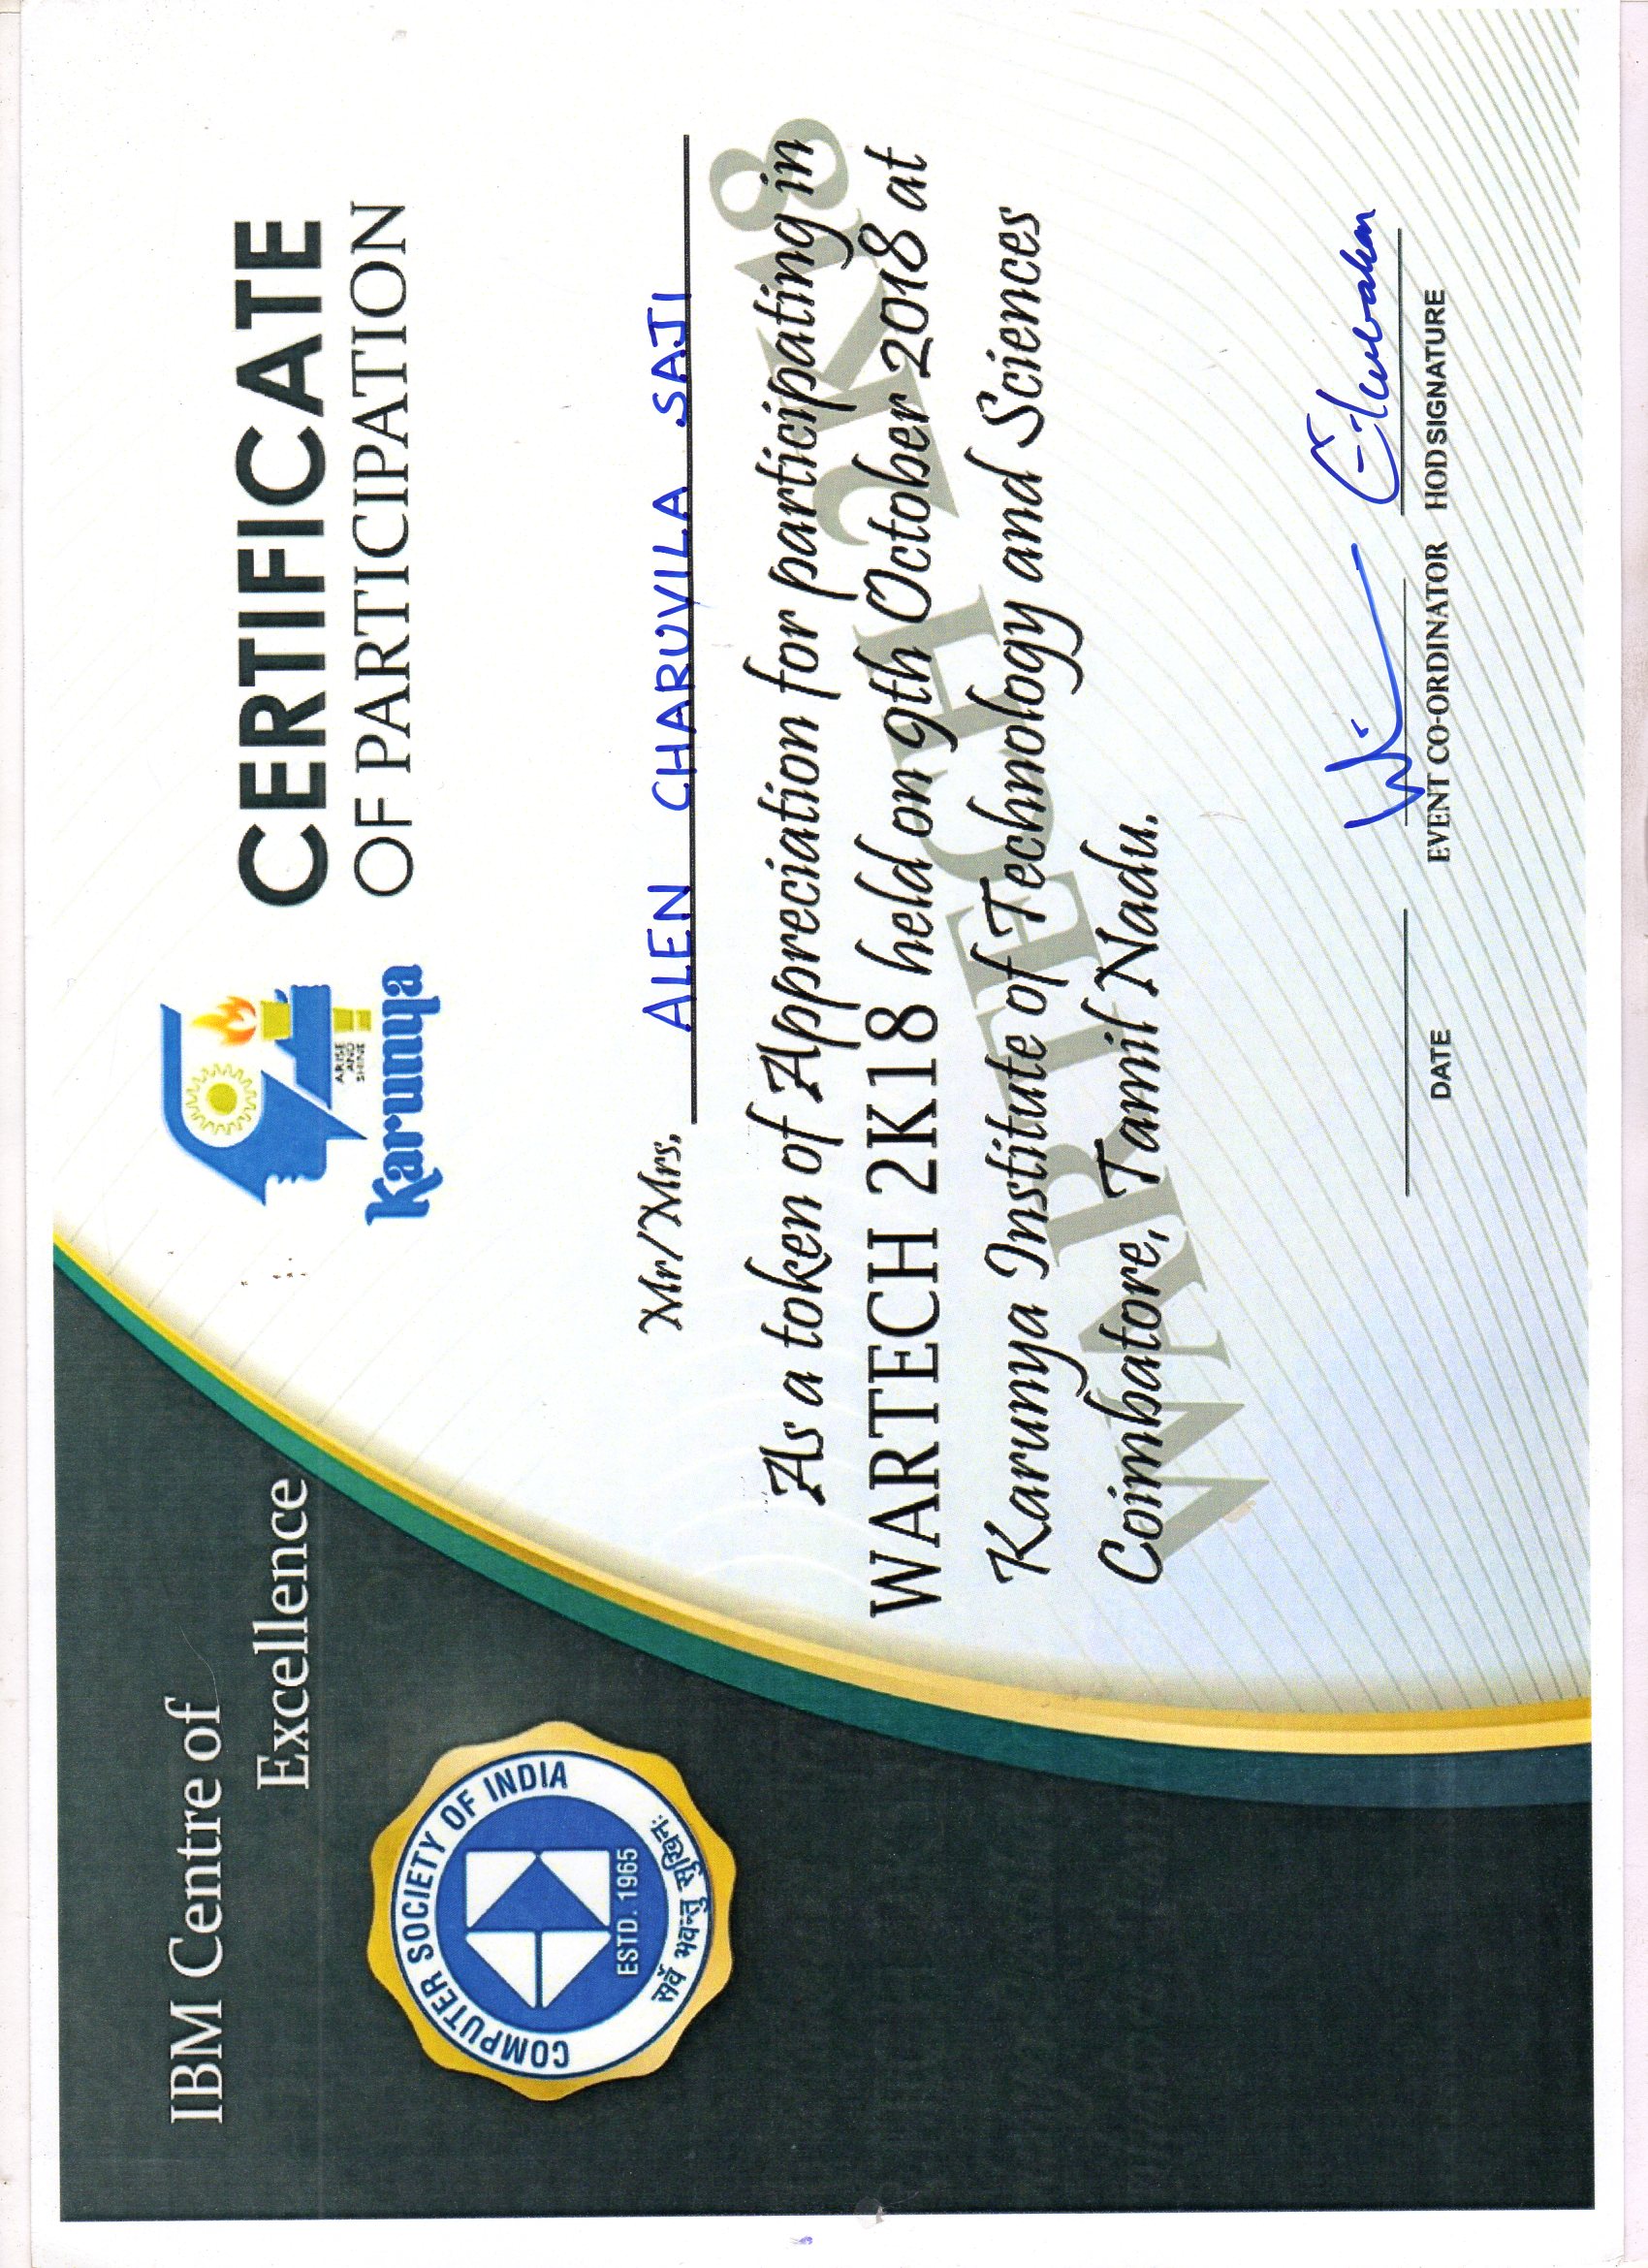 IBM Centre of
Excellence
COMPUTER SOCIETY OF INDIA
ESTD. 1965
सर्वे भवन्तु सुखिनः
ARISE
AND
SHINE
Karunya
CERTIFICATE
OF PARTICIPATION
Mr/Mrs. ALEN CHARUVILA SAJI
As a token of Appreciation for participating in
WARTECH 2K18 held on 9th October 2018 at
Karunya Institute of Technology and Sciences
Coimbatore, Tamil Nadu.
WARTECH 2K18
DATE
EVENT CO-ORDINATOR
HOD SIGNATURE